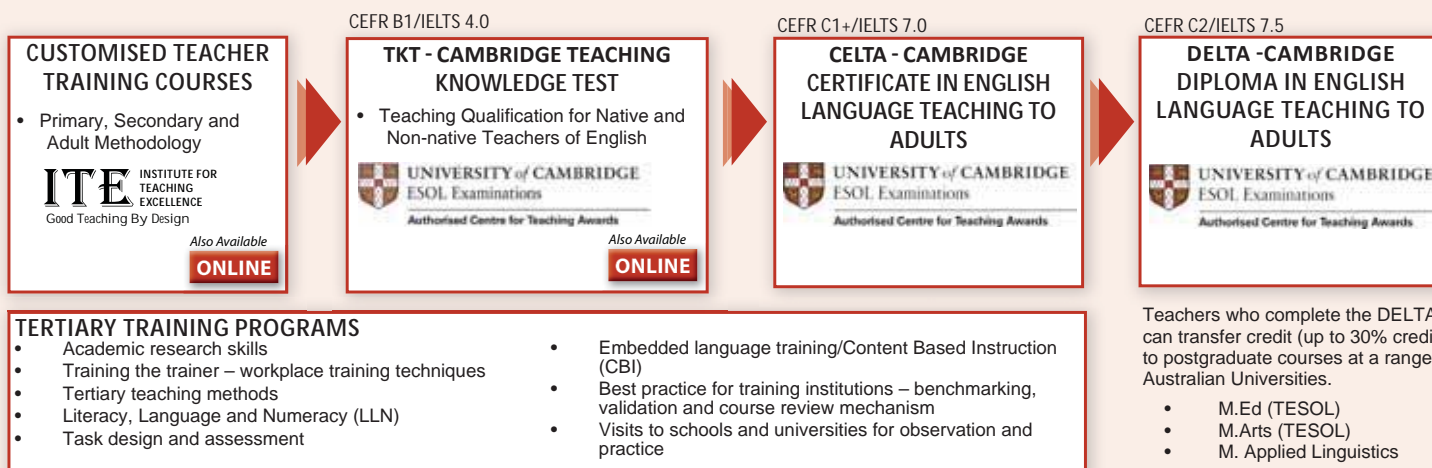 CEFR B1/IELTS 4.0
CEFR C1+/IELTS 7.0
CEFR C2/IELTS 7.5
CUSTOMISED TEACHER
TRAINING COURSES
• Primary, Secondary and
Adult Methodology
ITE INSTITUTE FOR
TEACHING
EXCELLENCE
Good Teaching By Design
Also Available
ONLINE
TKT - CAMBRIDGE TEACHING
KNOWLEDGE TEST
• Teaching Qualification for Native and
Non-native Teachers of English
UNIVERSITY of CAMBRIDGE
ESOL Examinations
Authorised Centre for Teaching Awards
Also Available
ONLINE
CELTA - CAMBRIDGE
CERTIFICATE IN ENGLISH
LANGUAGE TEACHING TO
ADULTS
UNIVERSITY of CAMBRIDGE
ESOL Examinations
Authorised Centre for Teaching Awards
DELTA -CAMBRIDGE
DIPLOMA IN ENGLISH
LANGUAGE TEACHING TO
ADULTS
UNIVERSITY of CAMBRIDGE
ESOL Examinations
Authorised Centre for Teaching Awards
TERTIARY TRAINING PROGRAMS
• Academic research skills
• Training the trainer – workplace training techniques
• Tertiary teaching methods
• Literacy, Language and Numeracy (LLN)
• Task design and assessment
• Embedded language training/Content Based Instruction
(CBI)
• Best practice for training institutions – benchmarking,
validation and course review mechanism
• Visits to schools and universities for observation and
practice
Teachers who complete the DELTA
can transfer credit (up to 30% credi
to postgraduate courses at a range
Australian Universities.
• M.Ed (TESOL)
• M.Arts (TESOL)
• M. Applied Linguistics